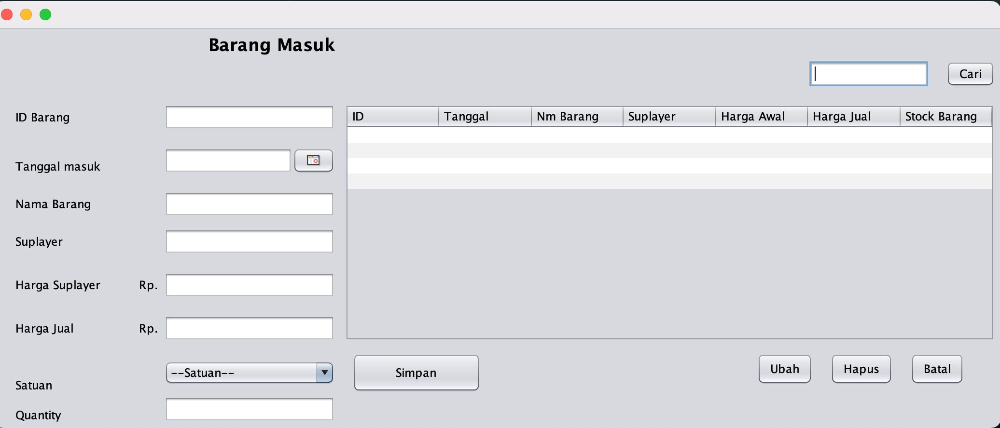 Barang Masuk
Cari
ID Barang
ID Tanggal Nm Barang Suplayer Harga Awal Harga Jual Stock Barang
Tanggal masuk
Nama Barang
Suplayer
Harga Suplayer Rp.
Harga Jual Rp.
Satuan
--Satuan--
Quantity
Simpan
Ubah Hapus Batal